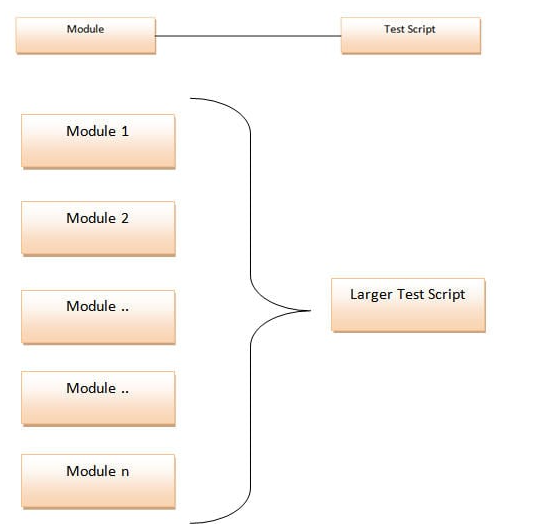 Module
Test Script
Module 1
Module 2
Module ..
Larger Test Script
Module ..
Module n